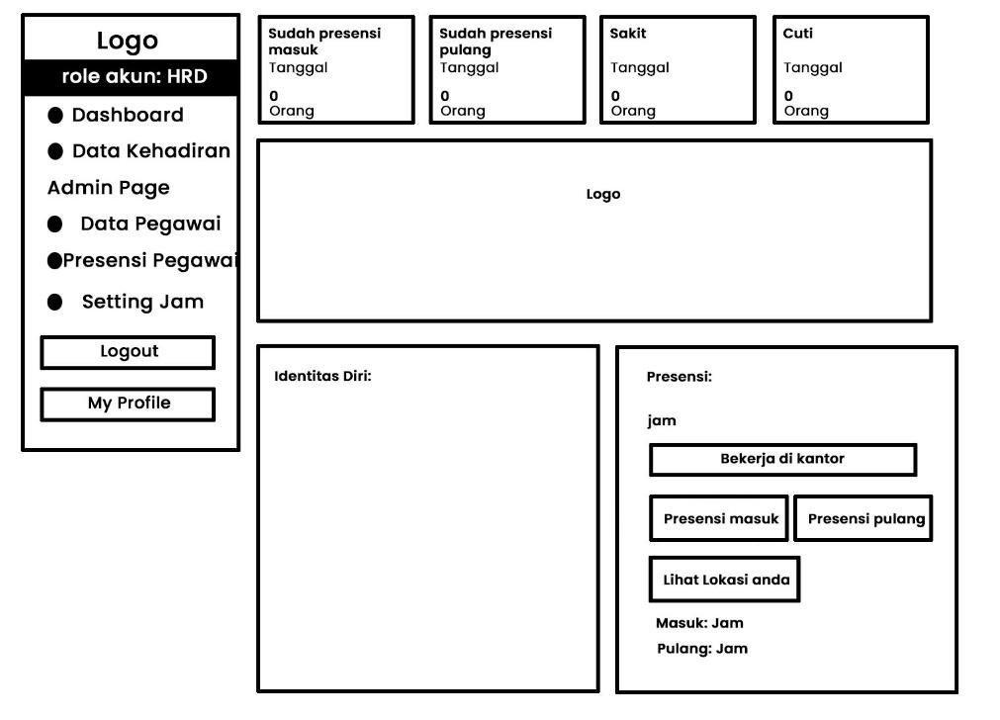 Logo
role akun: HRD
Dashboard
Data Kehadiran
Admin Page
Data Pegawai
Presensi Pegawai
Setting Jam
Logout
My Profile
Sudah presensi
masuk
Tanggal
0
Orang
Sudah presensi
pulang
Tanggal
0
Orang
Sakit
Tanggal
0
Orang
Cuti
Tanggal
0
Orang
Logo
Identitas Diri:
Presensi:
jam
Bekerja di kantor
Presensi masuk
Presensi pulang
Lihat Lokasi anda
Masuk: Jam
Pulang: Jam